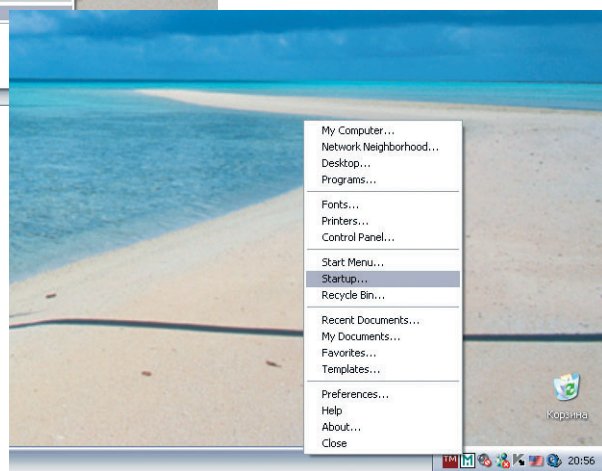 My Computer...
Network Neighborhood...
Desktop...
Programs...
Fonts...
Printers...
Control Panel...
Start Menu...
Startup...
Recycle Bin...
Recent Documents...
My Documents...
Favorites...
Templates...
Preferences...
Help
About...
Close
Корзина
TM M K 20:56